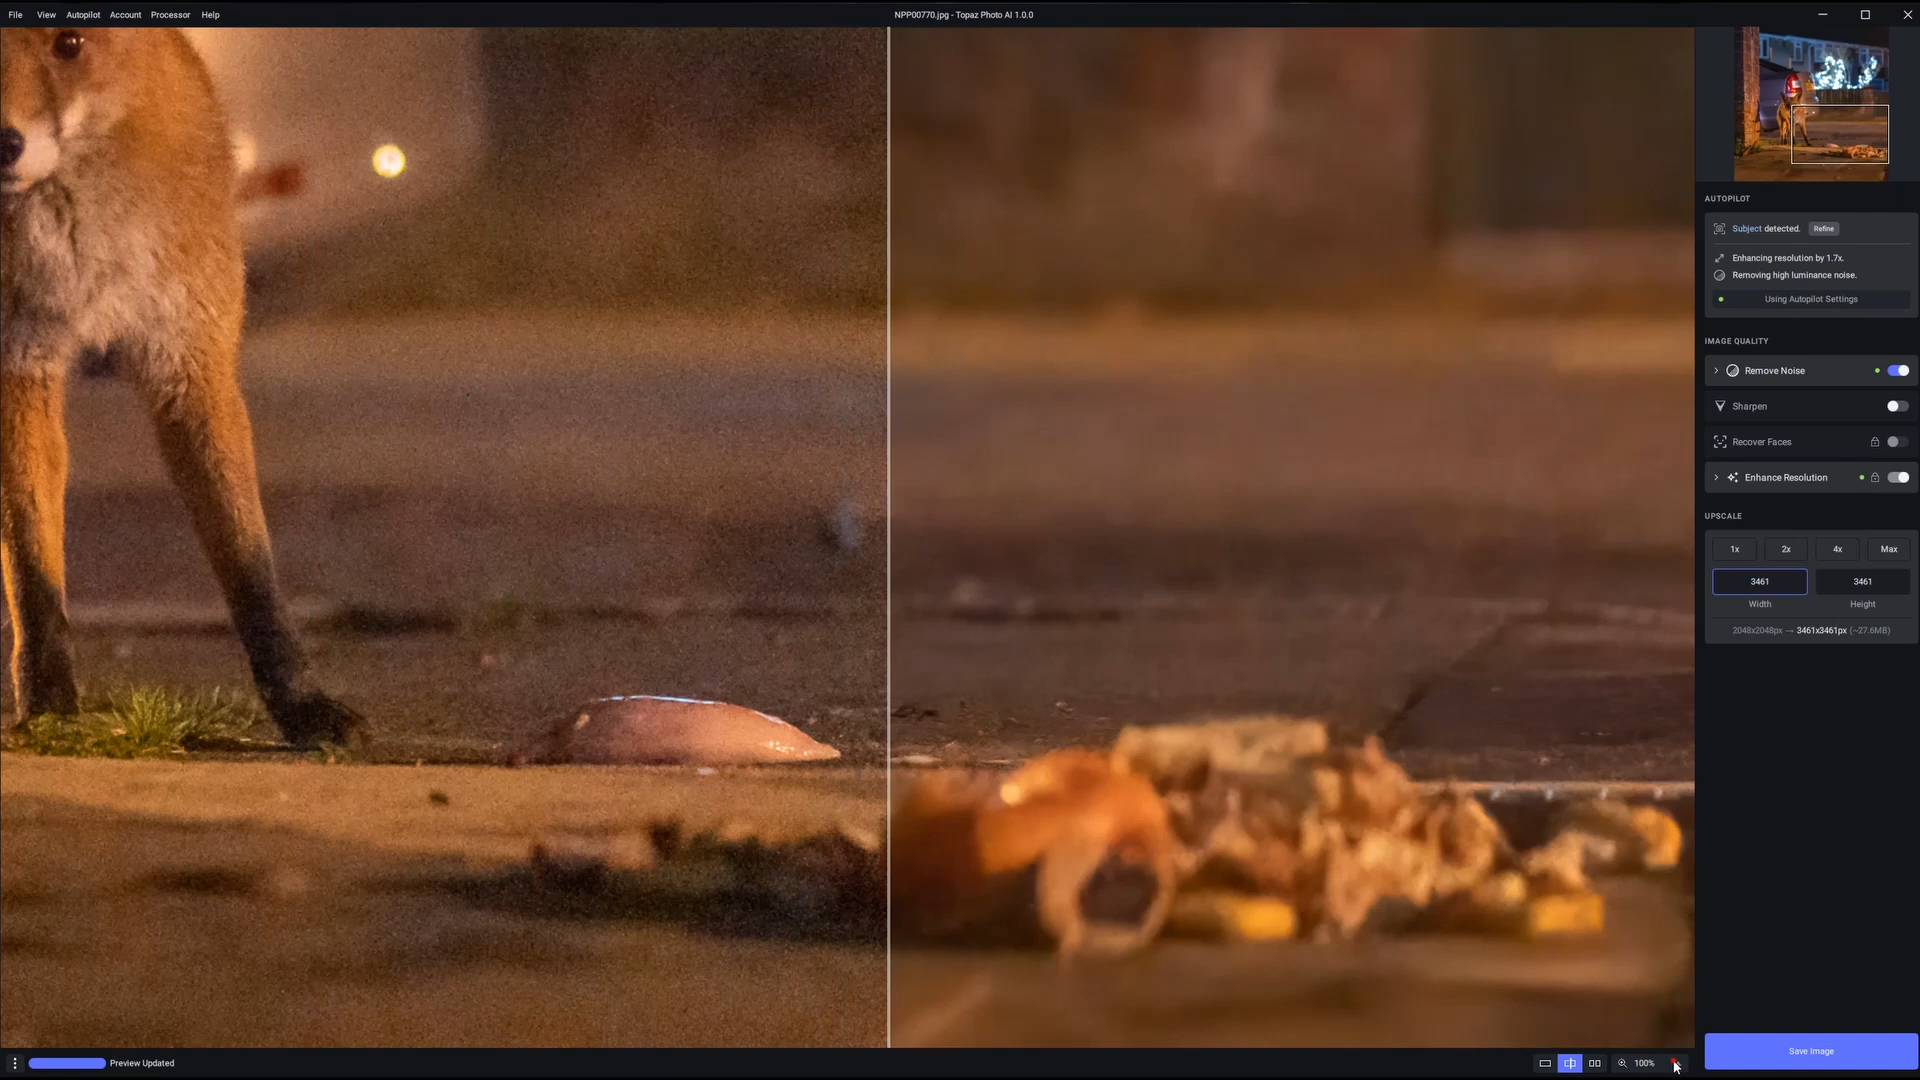 File View Autopilot Account Processor Help
NPP00770.jpg - Topaz Photo AI 1.0.0
AUTOPILOT
Subject detected. Refine
Enhancing resolution by 1.7x.
Removing high luminance noise.
Using Autopilot Settings
IMAGE QUALITY
Remove Noise
Sharpen
Recover Faces
Enhance Resolution
UPSCALE
1x 2x 4x Max
3461 3461
Width Height
2048x2048px → 3461x3461px (~27.6MB)
Save Image
Preview Updated
100%